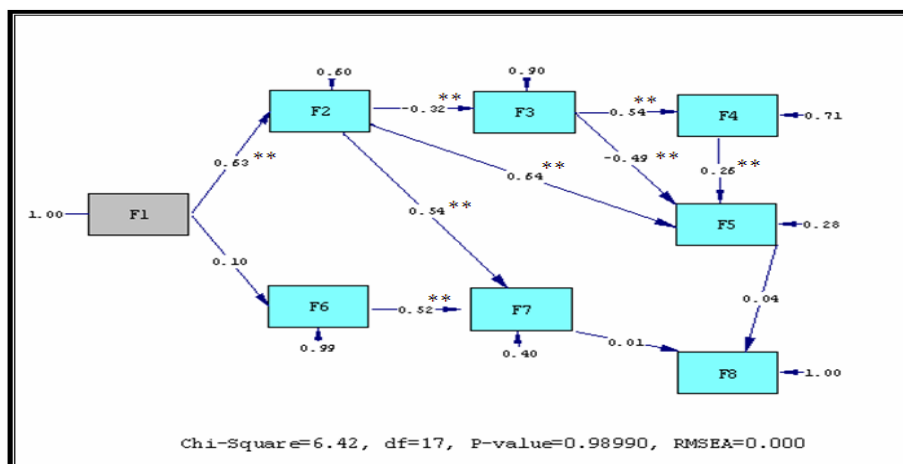 0.60
0.90
F2
-0.32**
F3
0.54**
F4
0.71
0.63**
-0.49**
0.26**
0.64**
1.00
F1
0.54**
F5
0.28
0.10
0.04
F6
0.52**
F7
0.01
0.99
0.40
F8
1.00
Chi-Square=6.42, df=17, P-value=0.98990, RMSEA=0.000